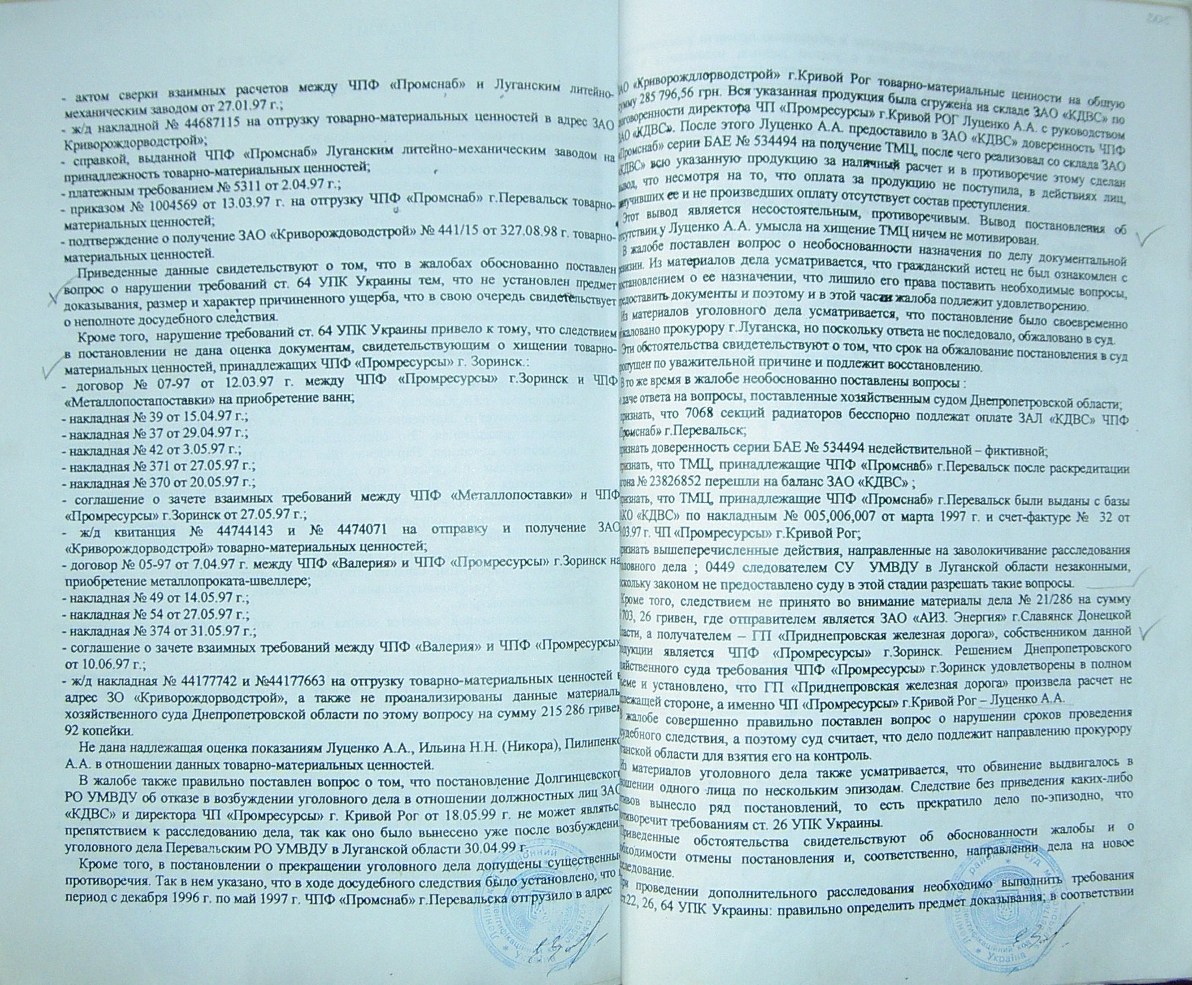 - актом сверки взаимных расчетов между ЧПФ «Промснаб» и Луганским литейно-
механическим заводом от 27.01.97 г.;
- ж/д накладной № 44687115 на отгрузку товарно-материальных ценностей в адрес ЗАО
Криворождорводстрой»;
- справкой, выданной ЧПФ «Промснаб» Луганским литейно-механическим заводом на
принадлежность товарно-материальных ценностей;
- платежным требованием № 5311 от 2.04.97 г.;
- приказом № 1004569 от 13.03.97 г. на отгрузку ЧПФ «Промснаб» г.Перевальск товарно-
материальных ценностей;
- подтверждение о получение ЗАО «Криворождоводстрой» № 441/15 от 327.08.98 г. товарно-
материальных ценностей.
Приведенные данные свидетельствуют о том, что в жалобах обоснованно поставлен
вопрос о нарушении требований ст. 64 УПК Украины тем, что не установлен предмет
доказывания, размер и характер причиненного ущерба, что в свою очередь свидетельствует
о неполноте досудебного следствия.
Кроме того, нарушение требований ст. 64 УПК Украины привело к тому, что следствием
в постановлении не дана оценка документам, свидетельствующим о хищении товарно-
материальных ценностей, принадлежащих ЧПФ «Промресурсы» г. Зоринск.:
- договор № 07-97 от 12.03.97 г. между ЧПФ «Промресурсы» г.Зоринск и ЧПФ
«Металлопостапоставки» на приобретение ванн;
- накладная № 39 от 15.04.97 г.;
- накладная № 37 от 29.04.97 г.;
- накладная № 42 от 3.05.97 г.;
- накладная № 371 от 27.05.97 г.;
- накладная № 370 от 20.05.97 г.;
- соглашение о зачете взаимных требований между ЧПФ «Металлопоставки» и ЧПФ
«Промресурсы» г.Зоринск от 27.05.97 г.;
- ж/д квитанция № 44744143 и № 4474071 на отправку и получение ЗАО
«Криворождорводстрой» товарно-материальных ценностей;
- договор № 05-97 от 7.04.97 г. между ЧПФ «Валерия» и ЧПФ «Промресурсы» г.Зоринск на
приобретение металлопроката-швеллере;
- накладная № 49 от 14.05.97 г.;
- накладная № 54 от 27.05.97 г.;
- накладная № 374 от 31.05.97 г.;
- соглашение о зачете взаимных требований между ЧПФ «Валерия» и ЧПФ «Промресурсы»
от 10.06.97 г.;
- ж/д накладная № 44177742 и №44177663 на отгрузку товарно-материальных ценностей в
адрес ЗО «Криворождорводстрой», а также не проанализированы данные материалы
хозяйственного суда Днепропетровской области по этому вопросу на сумму 215 286 гривен
92 копейки.
Не дана надлежащая оценка показаниям Луценко А.А., Ильина Н.Н. (Никора), Пилипенко
А.А. в отношении данных товарно-материальных ценностей.
В жалобе также правильно поставлен вопрос о том, что постановление Долгинцевского
РО УМВДУ об отказе в возбуждении уголовного дела в отношении должностных лиц ЗАО
«КДВС» и директора ЧП «Промресурсы» г. Кривой Рог от 18.05.99 г. не может являться
препятствием к расследованию дела, так как оно было вынесено уже после возбуждения
уголовного дела Перевальским РО УМВДУ в Луганской области 30.04.99 г.
Кроме того, в постановлении о прекращении уголовного дела допущены существенные
противоречия. Так в нем указано, что в ходе досудебного следствия было установлено, что
период с декабря 1996 г. по май 1997 г. ЧПФ «Промснаб» г.Перевальска отгрузило в адрес
ЗАО «Криворождлорводстрой» г.Кривой Рог товарно-материальные ценности на общую
сумму 285 796,56 грн. Вся указанная продукция была сгружена на складе ЗАО «КДВС» по
договоренности директора ЧП «Промресурсы» г.Кривой РОГ Луценко А.А. с руководством
ЗАО «КДВС». После этого Луценко А.А. предоставило в ЗАО «КДВС» доверенность ЧПФ
«Промснаб» серии БАЕ № 534494 на получение ТМЦ, после чего реализовал со склада ЗАО
«КДВС» всю указанную продукцию за наличный расчет и в противоречие этому сделан
вывод, что несмотря на то, что оплата за продукцию не поступила, в действиях лиц,
получивших ее и не произведших оплату отсутствует состав преступления.
Этот вывод является несостоятельным, противоречивым. Вывод постановления об
отсутствии у Луценко А.А. умысла на хищение ТМЦ ничем не мотивирован.
В жалобе поставлен вопрос о необоснованности назначения по делу документальной
ревизии. Из материалов дела усматривается, что гражданский истец не был ознакомлен с
постановлением о ее назначении, что лишило его права поставить необходимые вопросы,
предоставить документы и поэтому и в этой части жалоба подлежит удовлетворению.
Из материалов уголовного дела усматривается, что постановление было своевременно
обжаловано прокурору г.Луганска, но поскольку ответа не последовало, обжаловано в суд.
Эти обстоятельства свидетельствуют о том, что срок на обжалование постановления в суд
пропущен по уважительной причине и подлежит восстановлению.
В то же время в жалобе необоснованно поставлены вопросы :
даче ответа на вопросы, поставленные хозяйственным судом Днепропетровской области;
признать, что 7068 секций радиаторов бесспорно подлежат оплате ЗАЛ «КДВС» ЧПФ
Промснаб» г.Перевальск;
признать доверенность серии БАЕ № 534494 недействительной – фиктивной;
признать, что ТМЦ, принадлежащие ЧПФ «Промснаб» г.Перевальск после раскредитации
вагона № 23826852 перешли на баланс ЗАО «КДВС» ;
признать, что ТМЦ, принадлежащие ЧПФ «Промснаб» г.Перевальск были выданы с базы
«КДВС» по накладным № 005,006,007 от марта 1997 г. и счет-фактуре № 32 от
03.97 г. ЧП «Промресурсы» г.Кривой Рог;
признать вышеперечисленные действия, направленные на заволокичивание расследования
уголовного дела ; 0449 следователем СУ УМВДУ в Луганской области незаконными,
поскольку законом не предоставлено суду в этой стадии разрешать такие вопросы.
Кроме того, следствием не принято во внимание материалы дела № 21/286 на сумму
703, 26 гривен, где отправителем является ЗАО «АИЗ. Энергия» г.Славянск Донецкой
области, а получателем – ГП «Приднепровская железная дорога», собственником данной
продукции является ЧПФ «Промресурсы» г.Зоринск. Решением Днепропетровского
хозяйственного суда требования ЧПФ «Промресурсы» г.Зоринск удовлетворены в полном
объеме и установлено, что ГП «Приднепровская железная дорога» произвела расчет не
надлежащей стороне, а именно ЧП «Промресурсы» г.Кривой Рог – Луценко А.А.
В жалобе совершенно правильно поставлен вопрос о нарушении сроков проведения
досудебного следствия, а поэтому суд считает, что дело подлежит направлению прокурору
Луганской области для взятия его на контроль.
Из материалов уголовного дела также усматривается, что обвинение выдвигалось в
отношении одного лица по нескольким эпизодам. Следствие без приведения каких-либо
мотивов вынесло ряд постановлений, то есть прекратило дело по-эпизодно, что
противоречит требованиям ст. 26 УПК Украины.
Приведенные обстоятельства свидетельствуют об обоснованности жалобы и о
необходимости отмены постановления и, соответственно, направлении дела на новое
расследование.
При проведении дополнительного расследования необходимо выполнить требования
ст.22, 26, 64 УПК Украины: правильно определить предмет доказывания, в соответствии